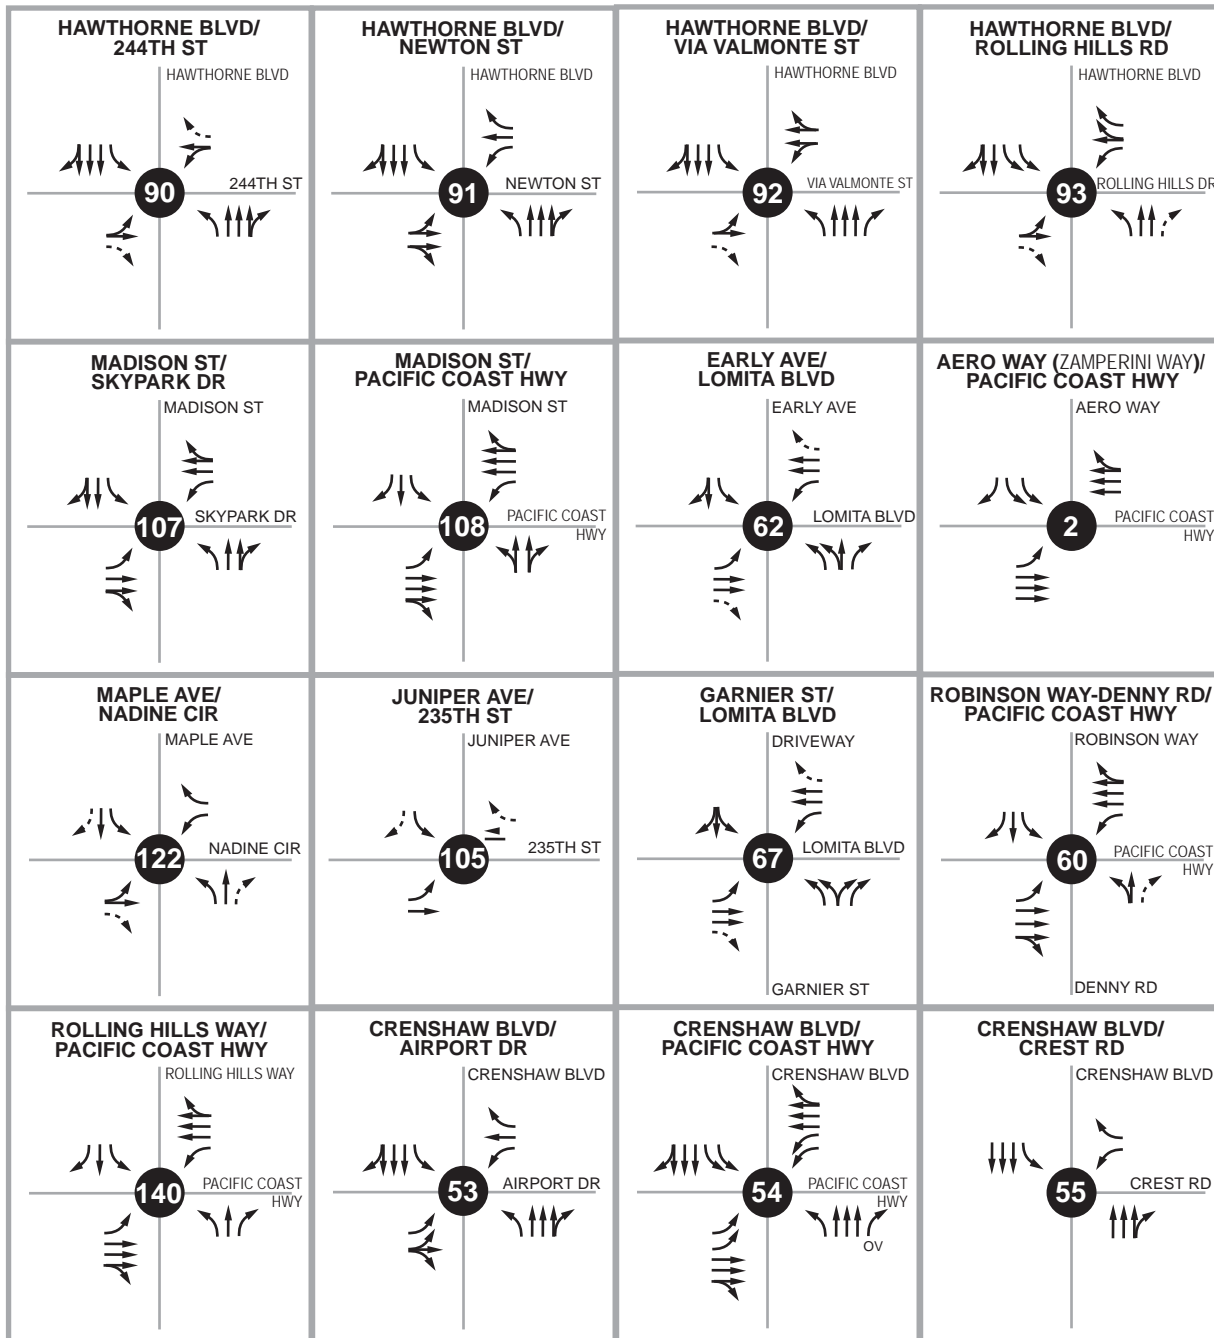 HAWTHORNE BLVD/
244TH ST
HAWTHORNE BLVD
90
244TH ST
HAWTHORNE BLVD/
NEWTON ST
HAWTHORNE BLVD
91
NEWTON ST
HAWTHORNE BLVD/
VIA VALMONTE ST
HAWTHORNE BLVD
92
VIA VALMONTE ST
HAWTHORNE BLVD/
ROLLING HILLS RD
HAWTHORNE BLVD
93
ROLLING HILLS DR
MADISON ST/
SKYPARK DR
MADISON ST
107
SKYPARK DR
MADISON ST/
PACIFIC COAST HWY
MADISON ST
108
PACIFIC COAST
HWY
EARLY AVE/
LOMITA BLVD
EARLY AVE
62
LOMITA BLVD
AERO WAY (ZAMPERINI WAY)/
PACIFIC COAST HWY
AERO WAY
2
PACIFIC COAST
HWY
MAPLE AVE/
NADINE CIR
MAPLE AVE
122
NADINE CIR
JUNIPER AVE/
235TH ST
JUNIPER AVE
105
235TH ST
GARNIER ST/
LOMITA BLVD
DRIVEWAY
67
LOMITA BLVD
GARNIER ST
ROBINSON WAY-DENNY RD/
PACIFIC COAST HWY
ROBINSON WAY
60
PACIFIC COAST
HWY
DENNY RD
ROLLING HILLS WAY/
PACIFIC COAST HWY
ROLLING HILLS WAY
140
PACIFIC COAST
HWY
CRENSHAW BLVD/
AIRPORT DR
CRENSHAW BLVD
53
AIRPORT DR
CRENSHAW BLVD/
PACIFIC COAST HWY
CRENSHAW BLVD
54
PACIFIC COAST
HWY
OV
CRENSHAW BLVD/
CREST RD
CRENSHAW BLVD
55
CREST RD